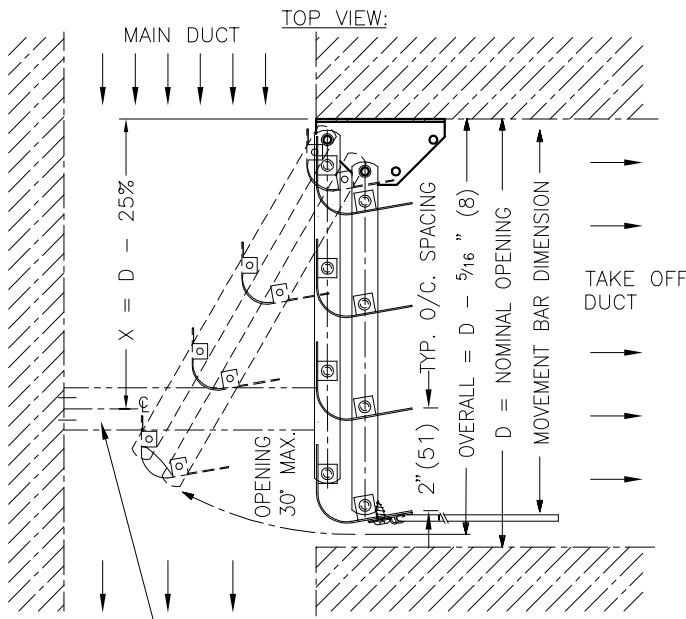 TOP VIEW:
MAIN DUCT
X = D – 25%
TYP. O/C. SPACING
2" (51)
OVERALL = D – 5/16 " (8)
D = NOMINAL OPENING
MOVEMENT BAR DIMENSION
TAKE OFF
DUCT
OPENING
30° MAX.
℄